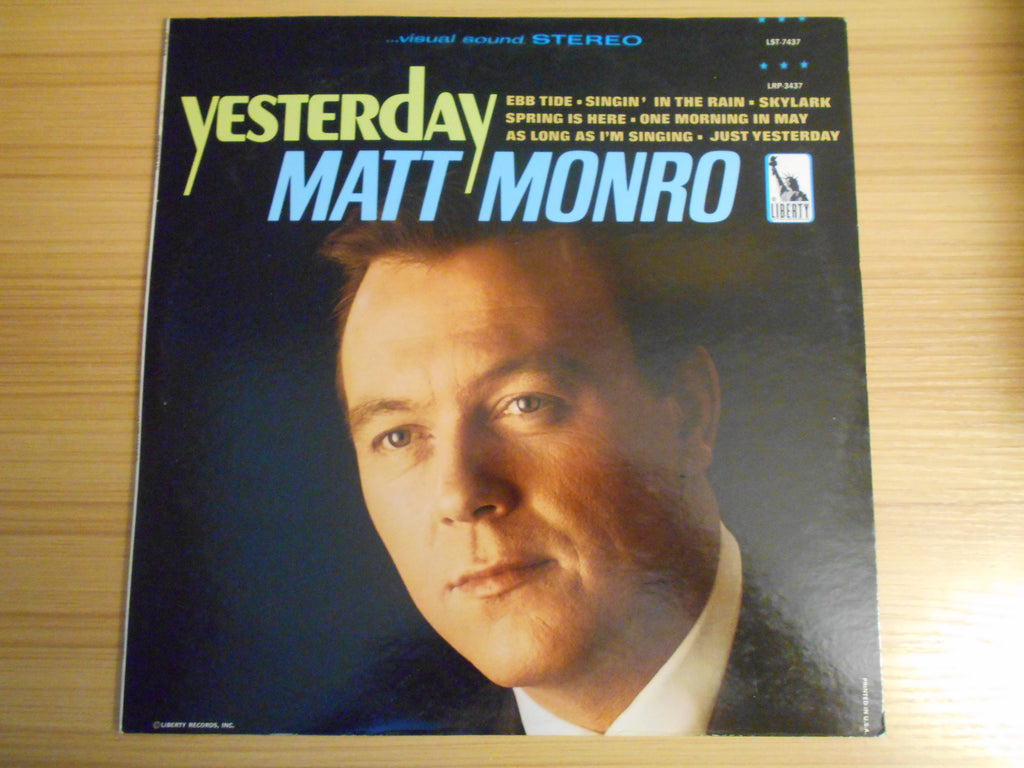 ...visual sound STEREO
LST-7437
LRP-3437
YESTERDAY
EBB TIDE • SINGIN' IN THE RAIN • SKYLARK
SPRING IS HERE • ONE MORNING IN MAY
AS LONG AS I'M SINGING • JUST YESTERDAY
MATT MONRO
LIBERTY
©LIBERTY RECORDS, INC.
PRINTED IN U.S.A.